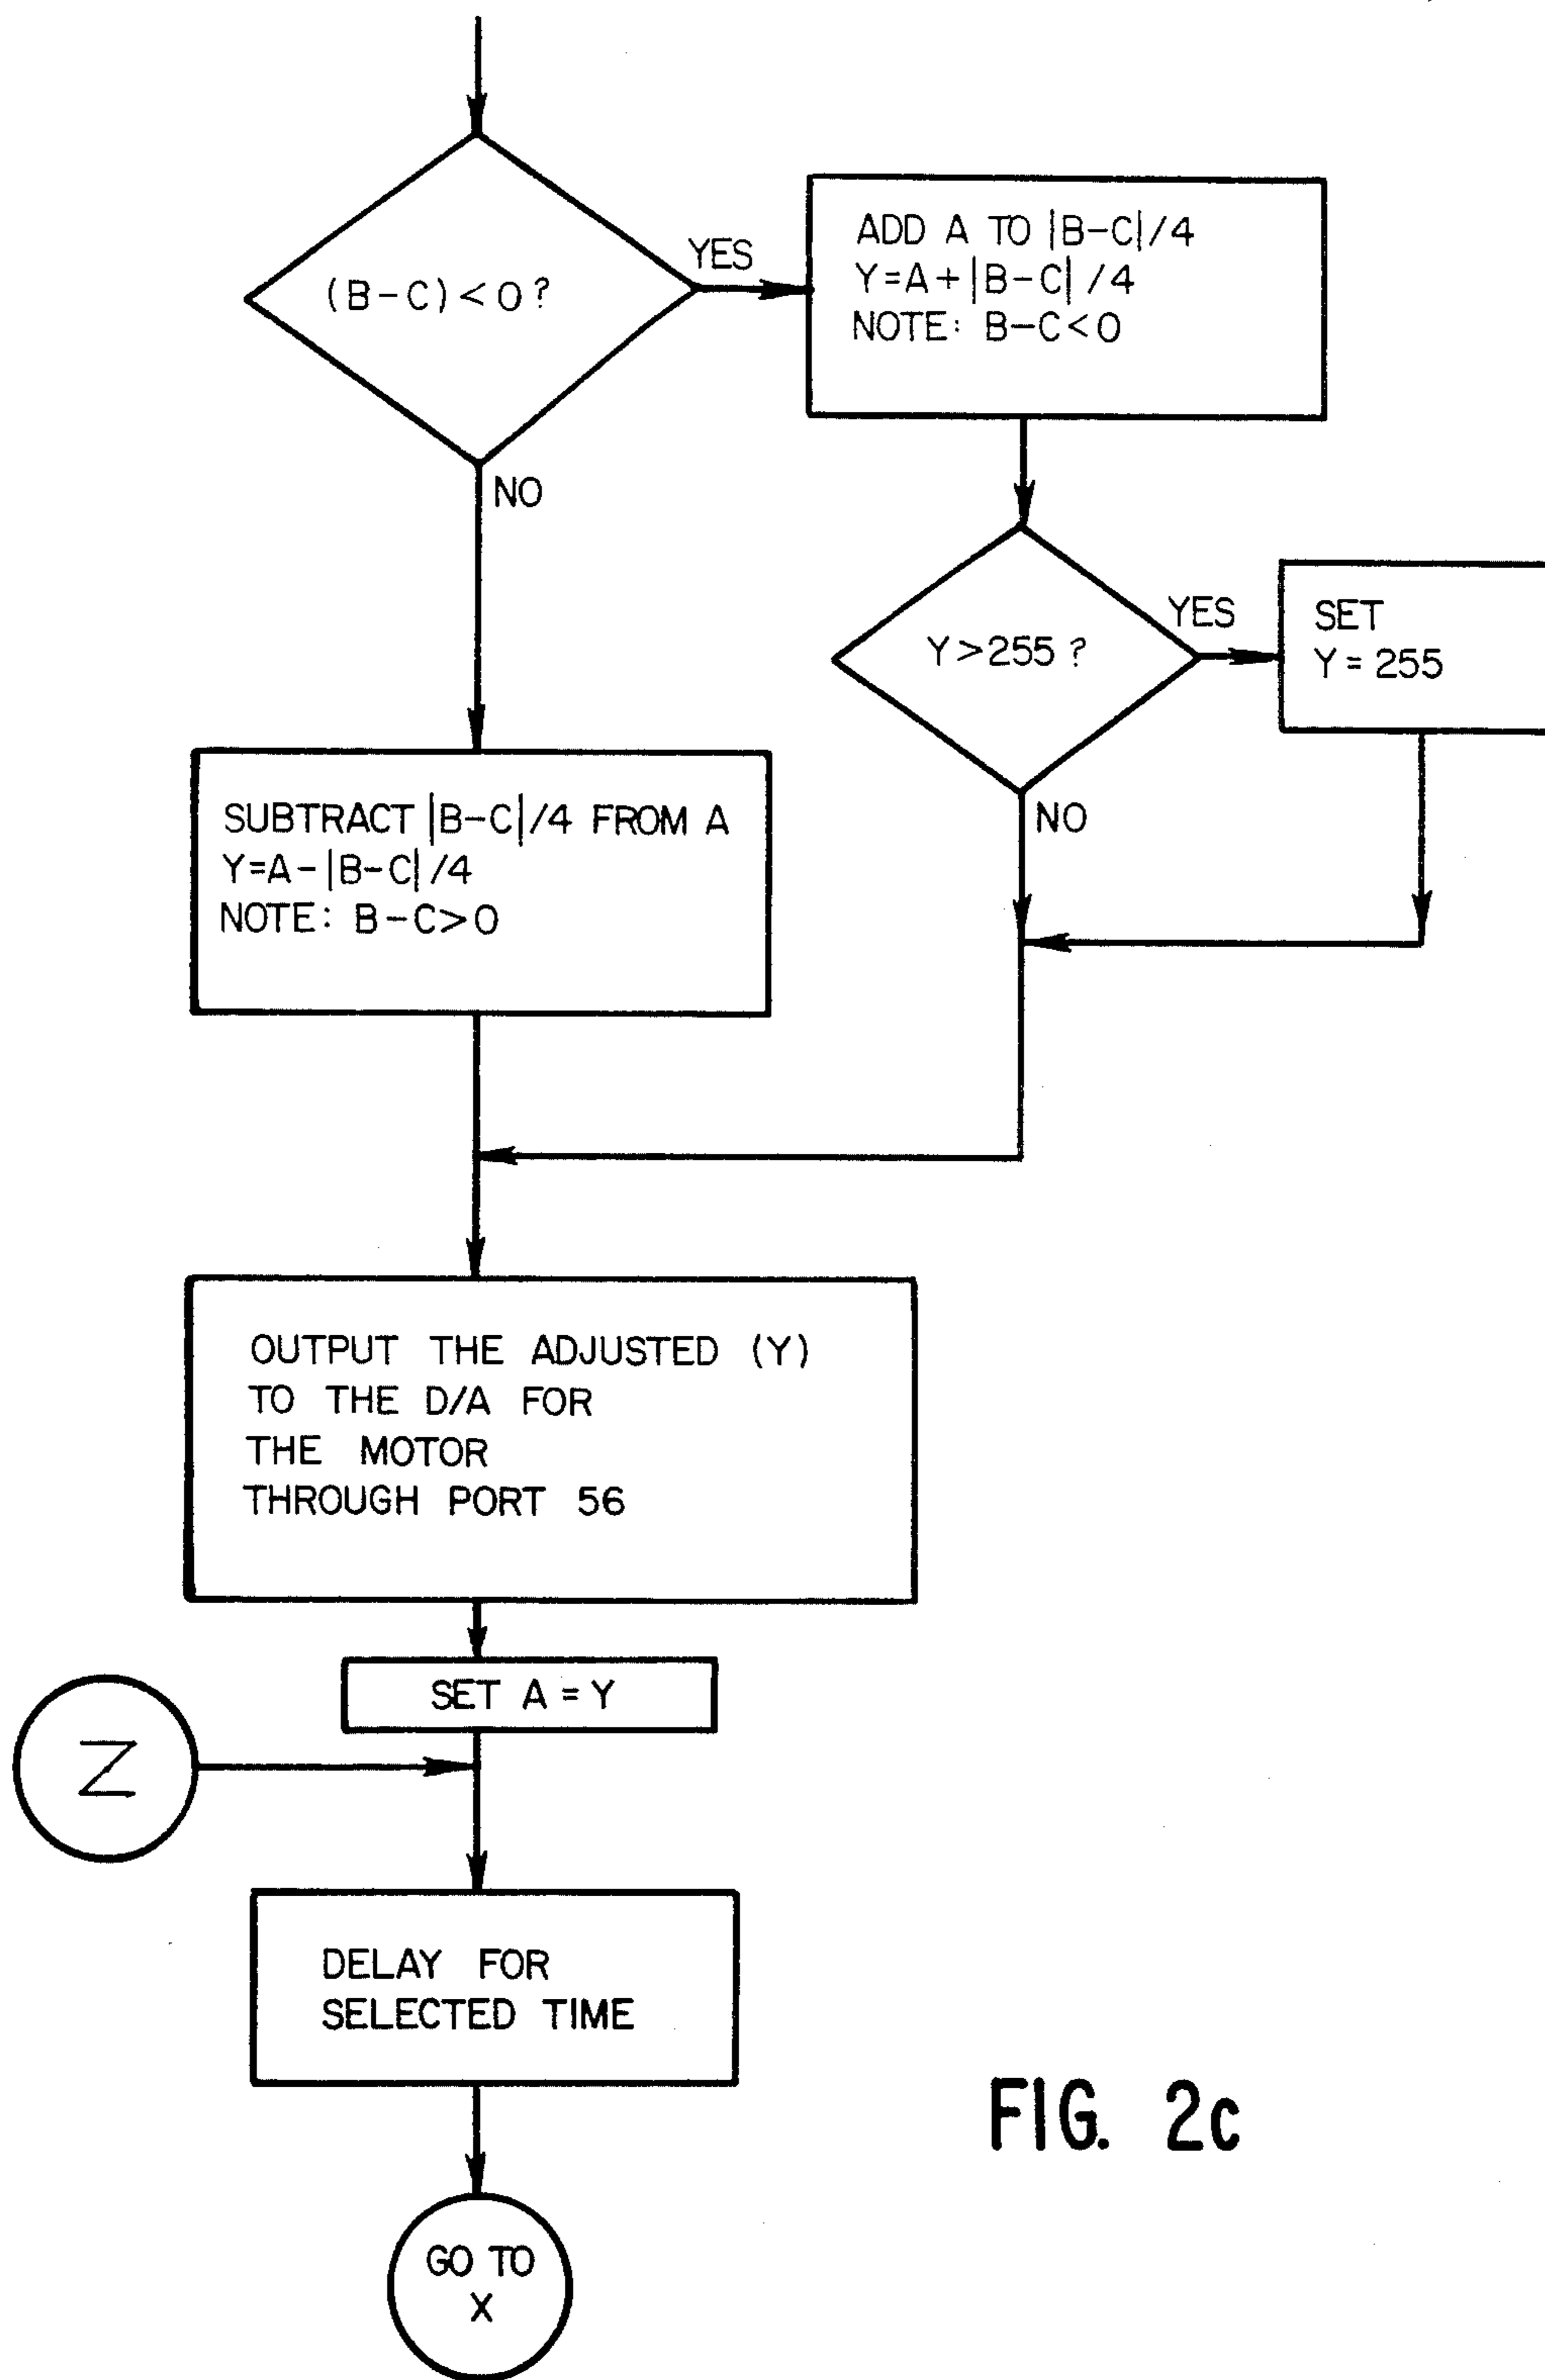 (B-C)<0?
YES
ADD A TO |B-C|/4
Y=A+|B-C|/4
NOTE: B-C<0
NO
Y>255?
YES
SET
Y=255
NO
SUBTRACT |B-C|/4 FROM A
Y=A-|B-C|/4
NOTE: B-C>0
OUTPUT THE ADJUSTED (Y)
TO THE D/A FOR
THE MOTOR
THROUGH PORT 56
SET A=Y
Z
DELAY FOR
SELECTED TIME
GO TO
X
FIG. 2c